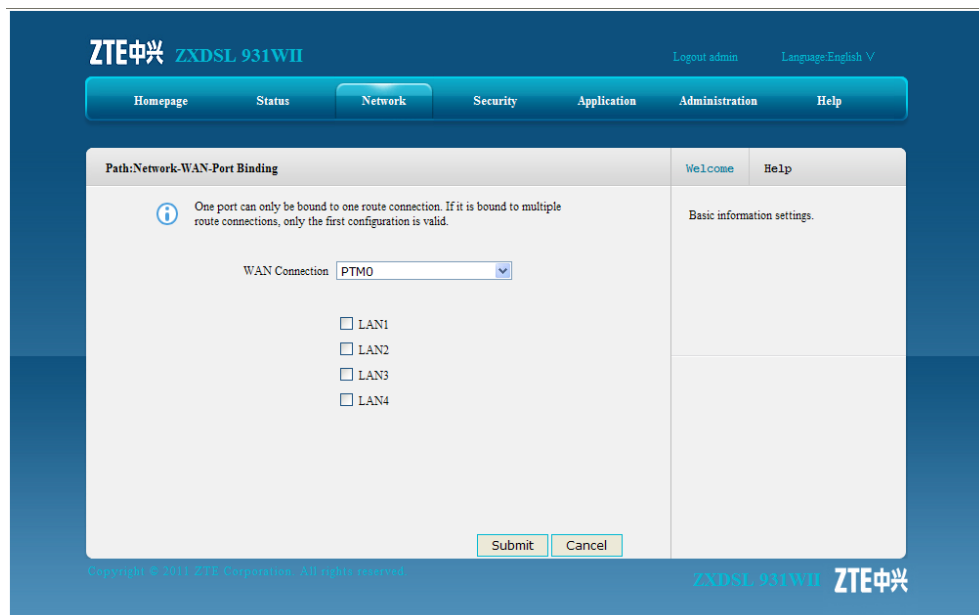 ZTE中兴 ZXDSL 931WII
Logout admin Language:English V
Homepage Status Network Security Application Administration Help
Path:Network-WAN-Port Binding
Welcome Help
One port can only be bound to one route connection. If it is bound to multiple
route connections, only the first configuration is valid.
Basic information settings.
WAN Connection PTM0
LAN1
LAN2
LAN3
LAN4
Submit Cancel
Copyright © 2011 ZTE Corporation. All rights reserved.
ZXDSL 931WII ZTE中兴